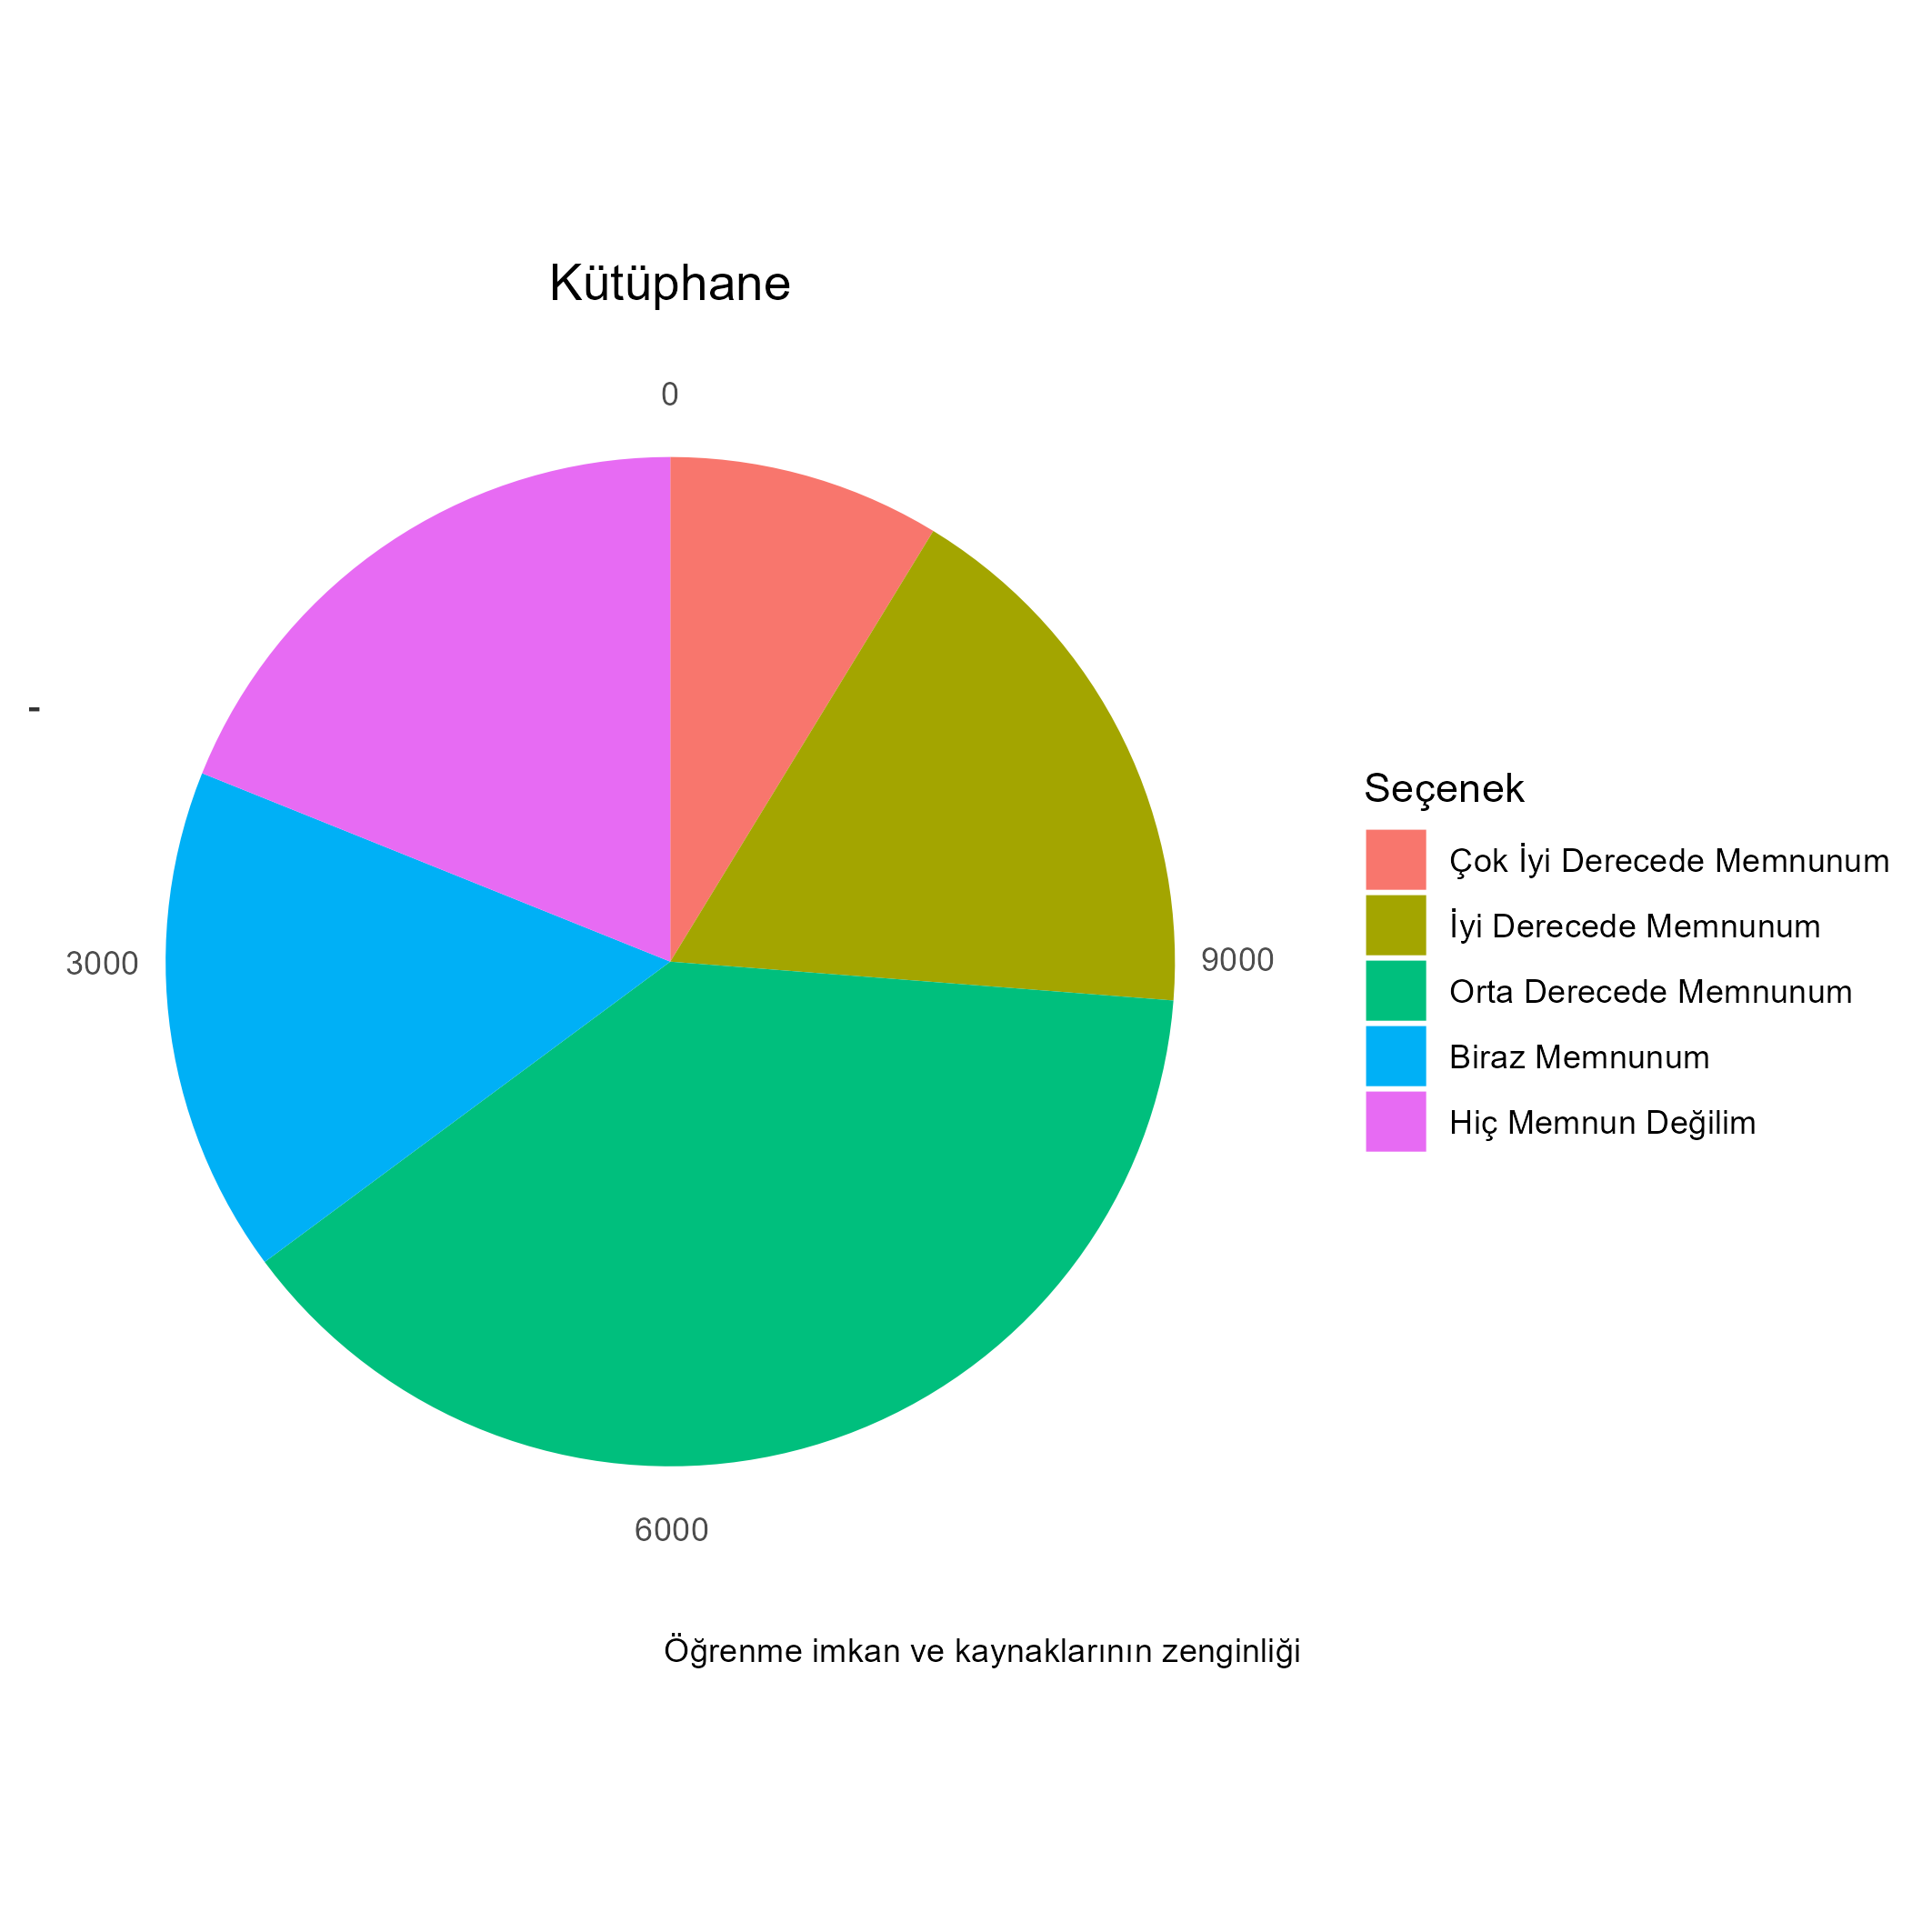 Kütüphane
0
-
3000
9000
6000
Seçenek
Çok İyi Derecede Memnunum
İyi Derecede Memnunum
Orta Derecede Memnunum
Biraz Memnunum
Hiç Memnun Değilim
Öğrenme imkan ve kaynaklarının zenginliği